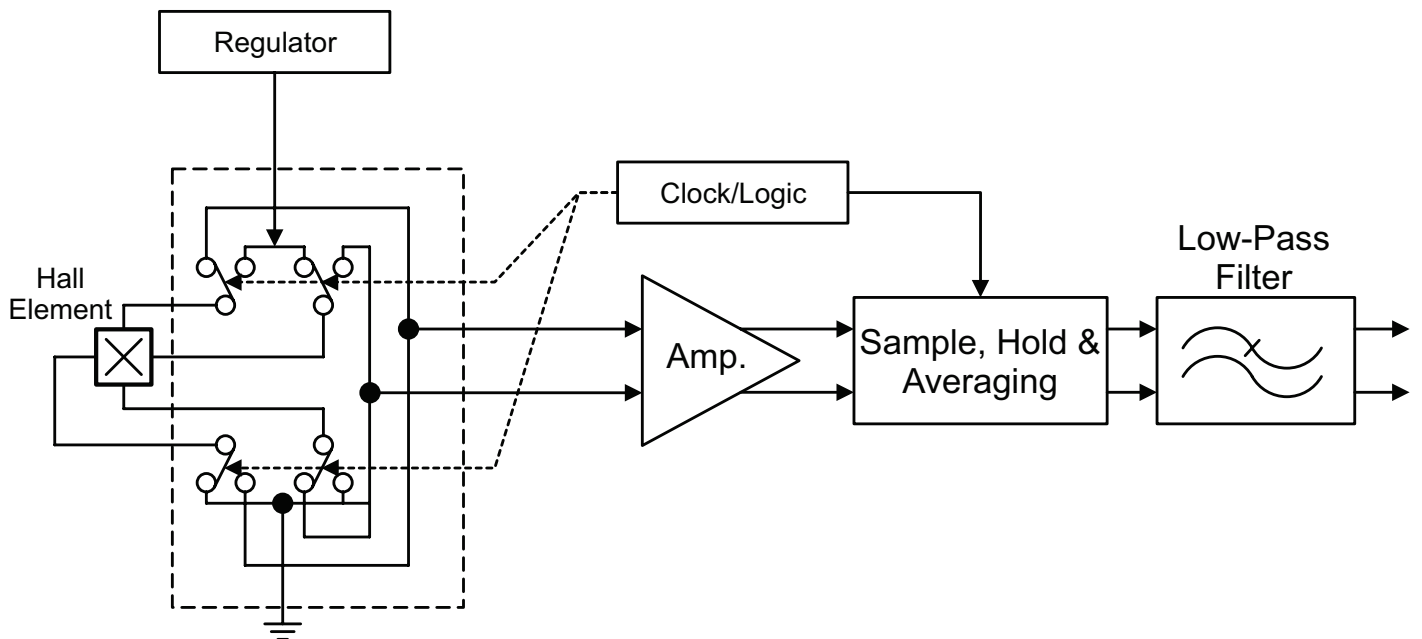 Regulator
Clock/Logic
Low-Pass
Filter
Hall
Element
Amp.
Sample, Hold &
Averaging